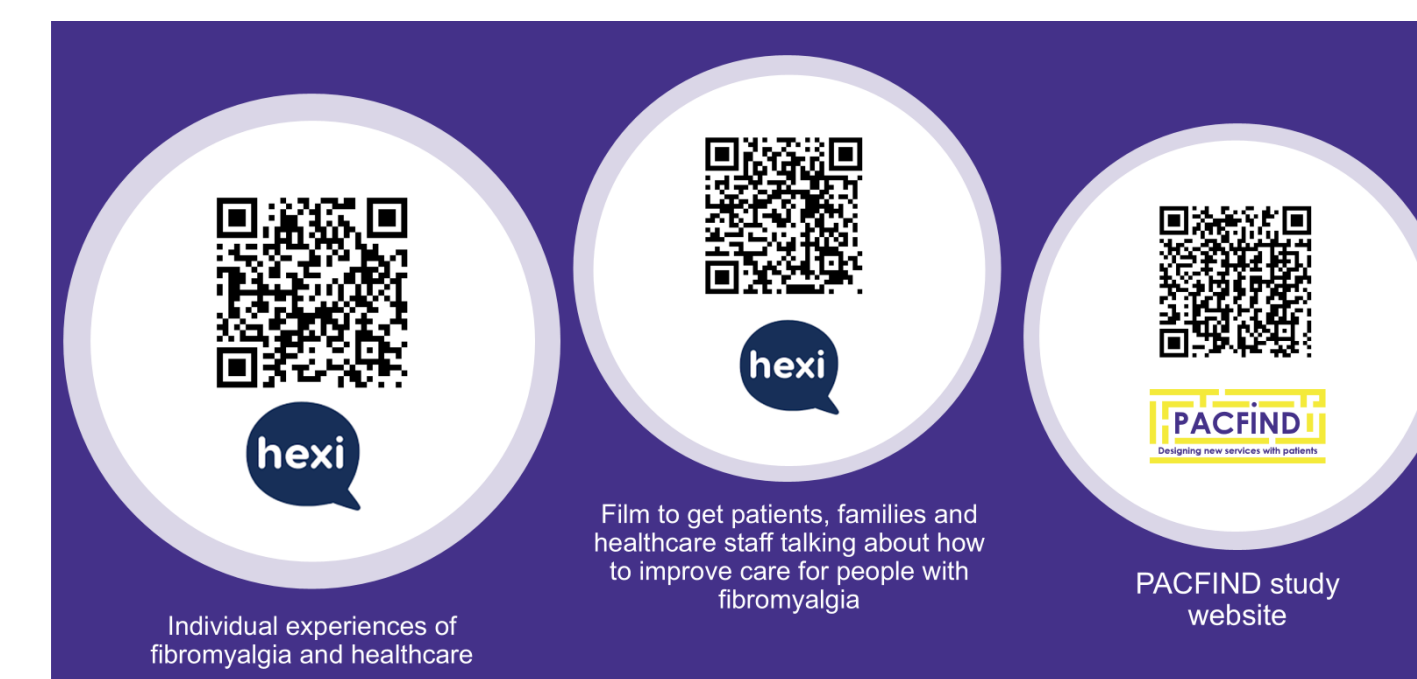 hexi
Individual experiences of
fibromyalgia and healthcare
hexi
Film to get patients, families and
healthcare staff talking about how
to improve care for people with
fibromyalgia
PACFiND
Designing new services with patients
PACFIND study
website